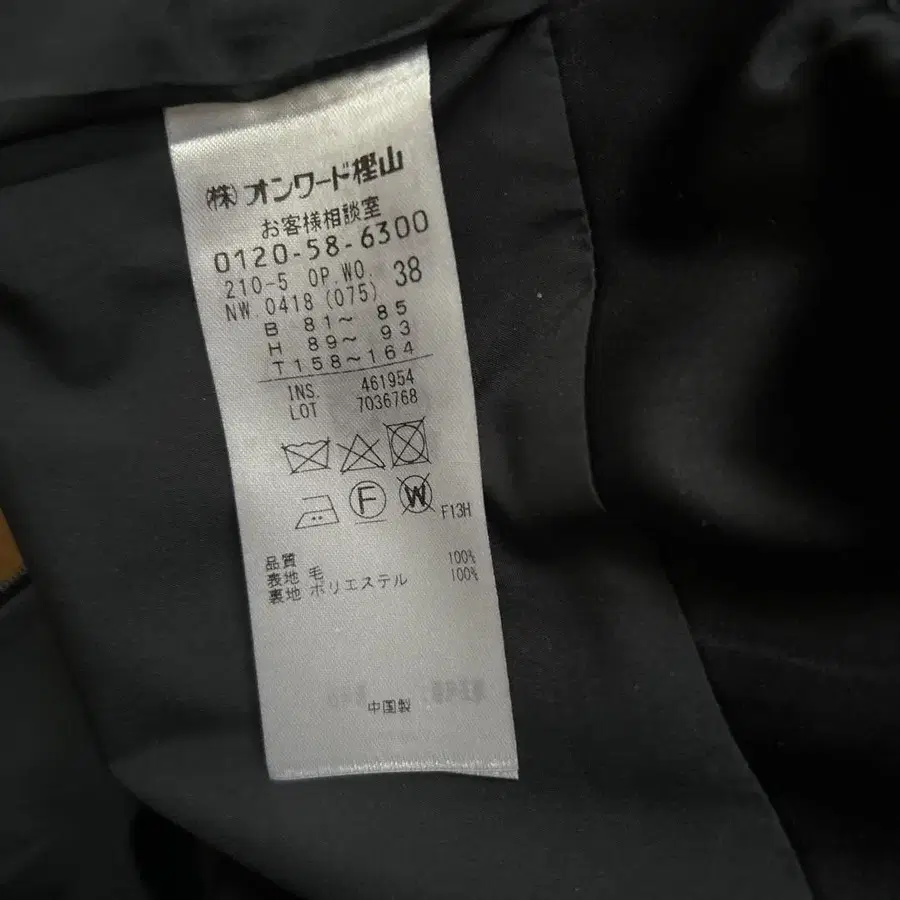 (株)オンワード樫山
お客様相談室
0120-58-6300
210-5 OP.WO. 38
NW.0418 (075)
B 81~ 85
H 89~ 93
T158~164
INS. 461954
LOT 7036768
F W F13H
品質
表地 毛 100%
裏地 ポリエステル 100%
中国製